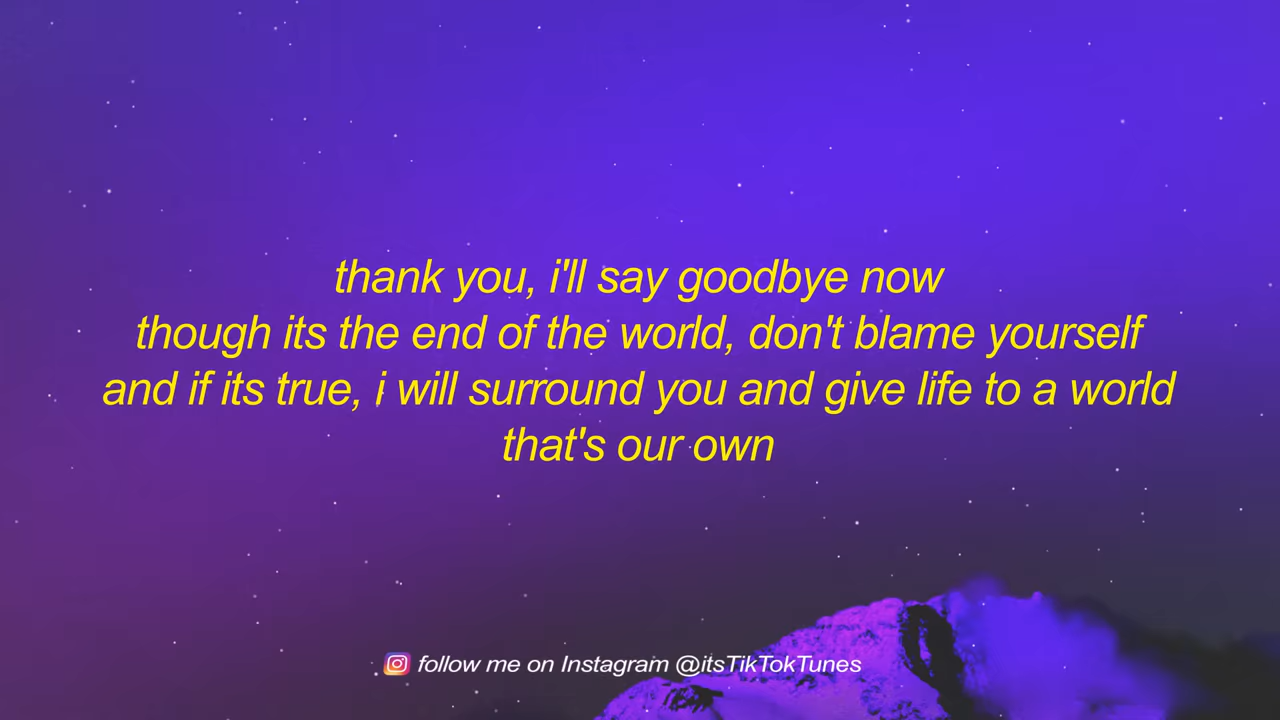 thank you, i'll say goodbye now
though its the end of the world, don't blame yourself
and if its true, i will surround you and give life to a world
that's our own
follow me on Instagram @itsTikTokTunes